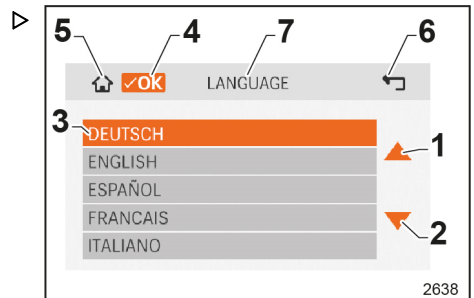 5 4 7 6
✓OK LANGUAGE
3 DEUTSCH
1
ENGLISH
ESPAÑOL
FRANCAIS
2
ITALIANO
2638